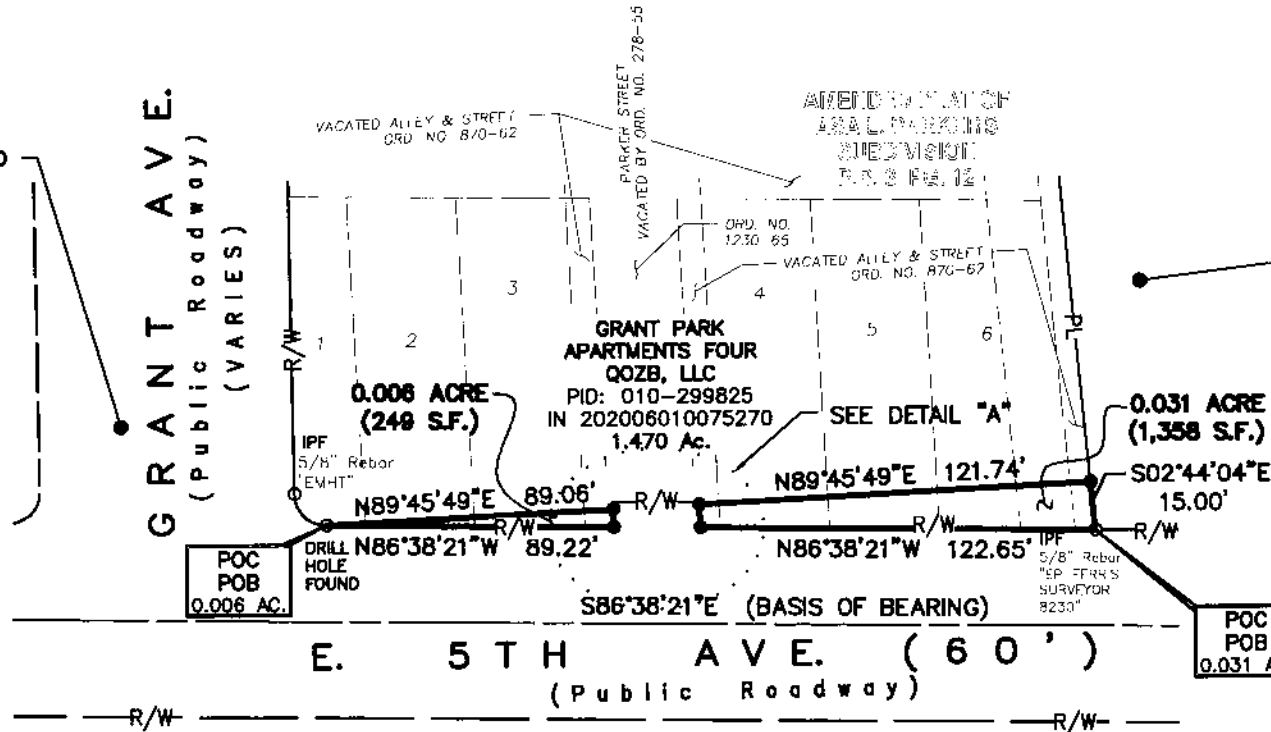 GRANT AVE.
(Public Roadway)
(VARIES)
VACATED ALLEY & STREET
ORD. NO 870-62
PARKER STREET
VACATED BY ORD. NO. 278-55
SUBDIVISION
ORD. NO.
1230 65
VACATED ALLEY & STREET
ORD. NO. 870-62
1
2
3
4
5
6
R/W
PL
GRANT PARK
APARTMENTS FOUR
QOZB, LLC
PID: 010-299825
IN 202006010075270
1.470 Ac.
0.006 ACRE
(249 S.F.)
SEE DETAIL "A"
0.031 ACRE
(1,358 S.F.)
IPF
5/8" Rebar
"EMHT"
N89°45'49"E 89.06'
R/W
N89°45'49"E 121.74'
S02°44'04"E
15.00'
R/W
N86°38'21"W 89.22'
R/W
N86°38'21"W 122.65'
R/W
DRILL
HOLE
FOUND
IPF
5/8" Rebar
SURVEYOR
8230"
POC
POB
0.006 AC.
S86°38'21"E (BASIS OF BEARING)
POC
POB
0.031 A
E. 5TH AVE. (60')
(Public Roadway)
R/W
R/W